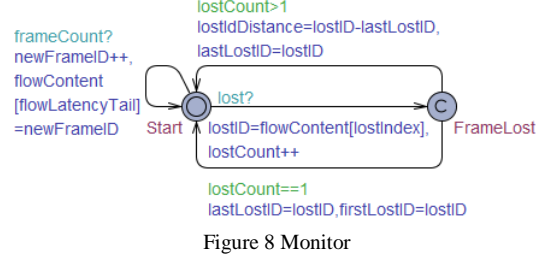 lostCount>1
lostIdDistance=lostID-lastLostID,
lastLostID=lostID
frameCount?
newFrameID++,
flowContent
[flowLatencyTail]
=newFrameID
Start
lost?
lostID=flowContent[lostIndex],
lostCount++
C
FrameLost
lostCount==1
lastLostID=lostID,firstLostID=lostID
Figure 8 Monitor